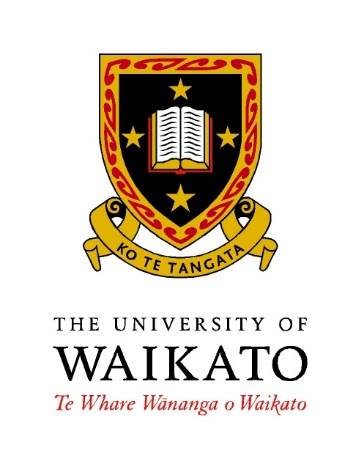 KO TE TANGATA
THE UNIVERSITY OF
WAIKATO
Te Whare Wānanga o Waikato